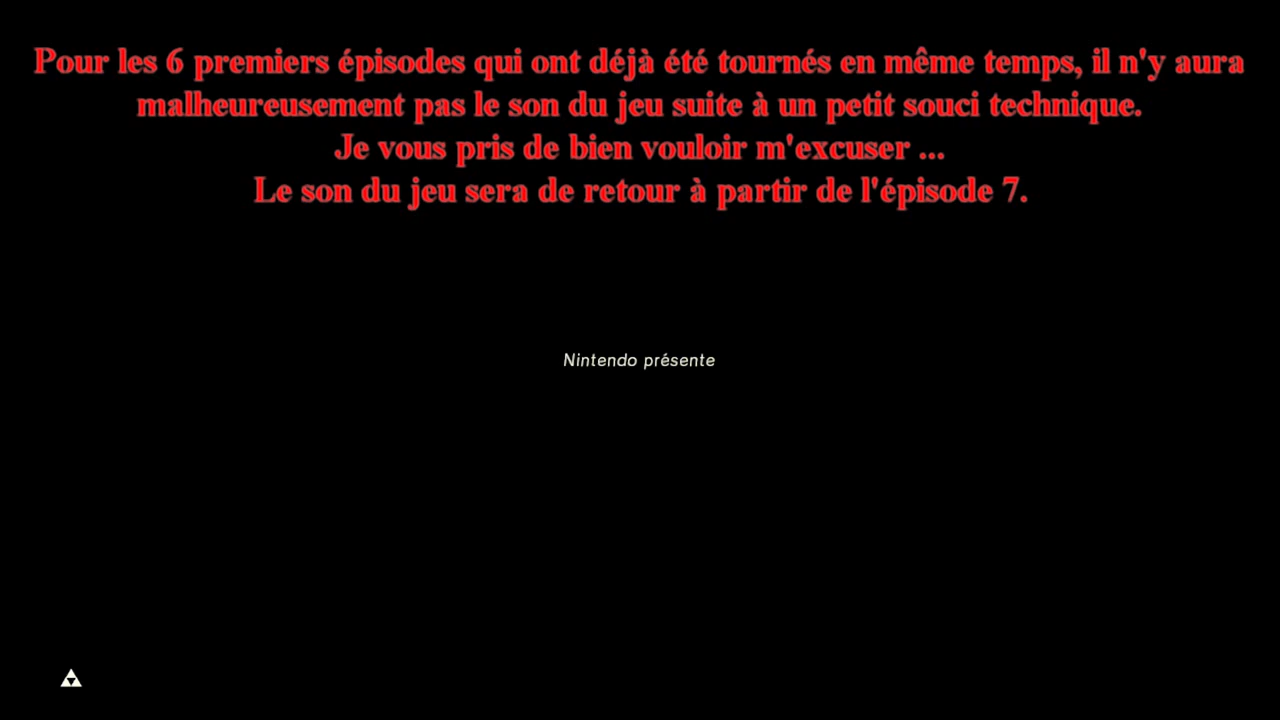 Pour les 6 premiers épisodes qui ont déjà été tournés en même temps, il n'y aura
malheureusement pas le son du jeu suite à un petit souci technique.
Je vous pris de bien vouloir m'excuser ...
Le son du jeu sera de retour à partir de l'épisode 7.
Nintendo présente